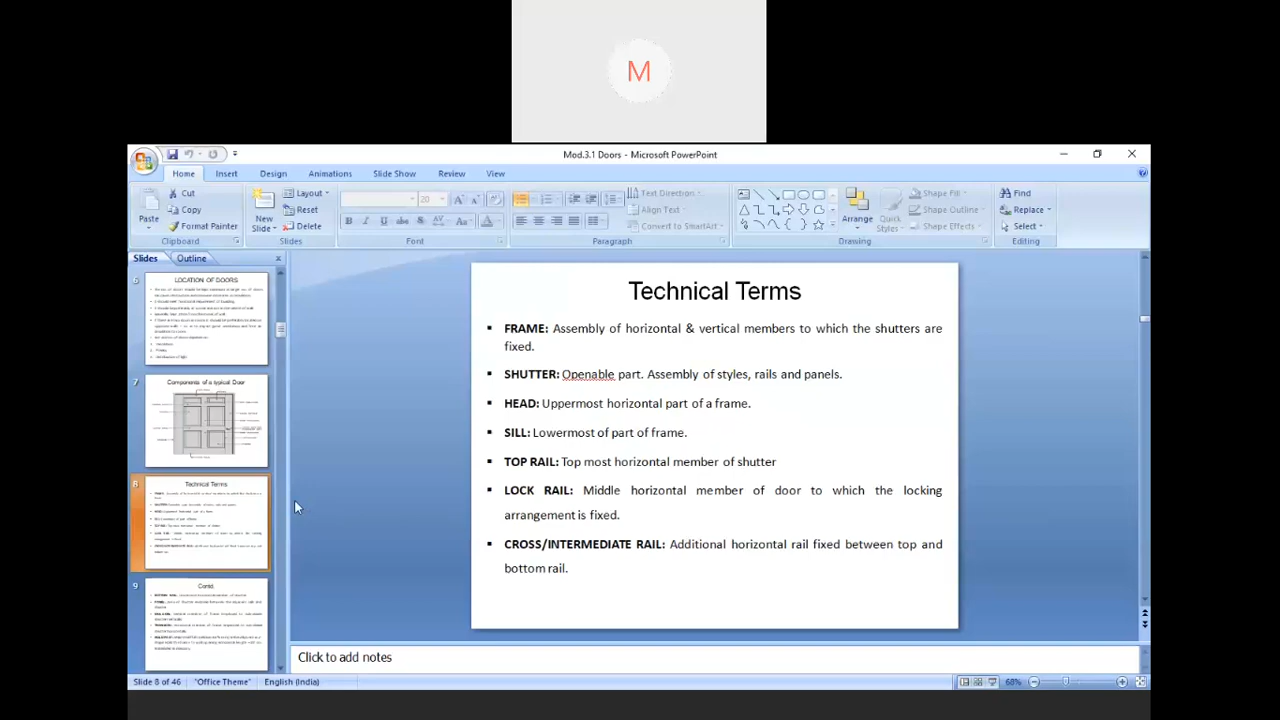 M
Mod.3.1 Doors - Microsoft PowerPoint
Home Insert Design Slide Show Animations Review View
Paste
Cut
Copy
Format Painter
Clipboard
New Slide
Layout
Reset
Delete
Slides
20
Font
Paragraph
Text Direction
Align Text
Convert to SmartArt
Arrange
Quick Styles
Shape Fill
Shape Outline
Shape Effects
Drawing
Find
Replace
Select
Editing
Slides Outline
6
LOCATION OF DOORS
7
Components of a typical Door
8
Technical Terms
9
Contd.
Technical Terms
▪ FRAME: Assembly of horizontal & vertical members to which the shutters are
fixed.
▪ SHUTTER: Openable part. Assembly of styles, rails and panels.
▪ HEAD: Uppermost horizontal part of a frame.
▪ SILL: Lowermost of part of frame.
▪ TOP RAIL: Top most horizontal member of shutter
▪ LOCK RAIL: Middle horizontal member of door to which the locking
arrangement is fixed.
▪ CROSS/INTERMEDIATE RAIL: Additional horizontal rail fixed between top and
bottom rail.
Click to add notes
Slide 8 of 46 "Office Theme" English (India) 68%